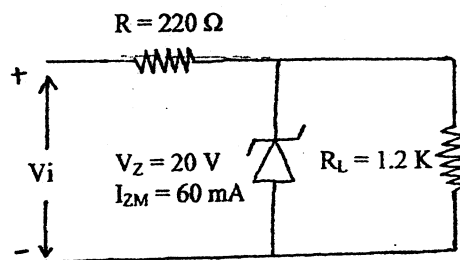 R = 220 Ω
+
Vi
V_Z = 20 V
I_ZM = 60 mA
R_L = 1.2 K
-